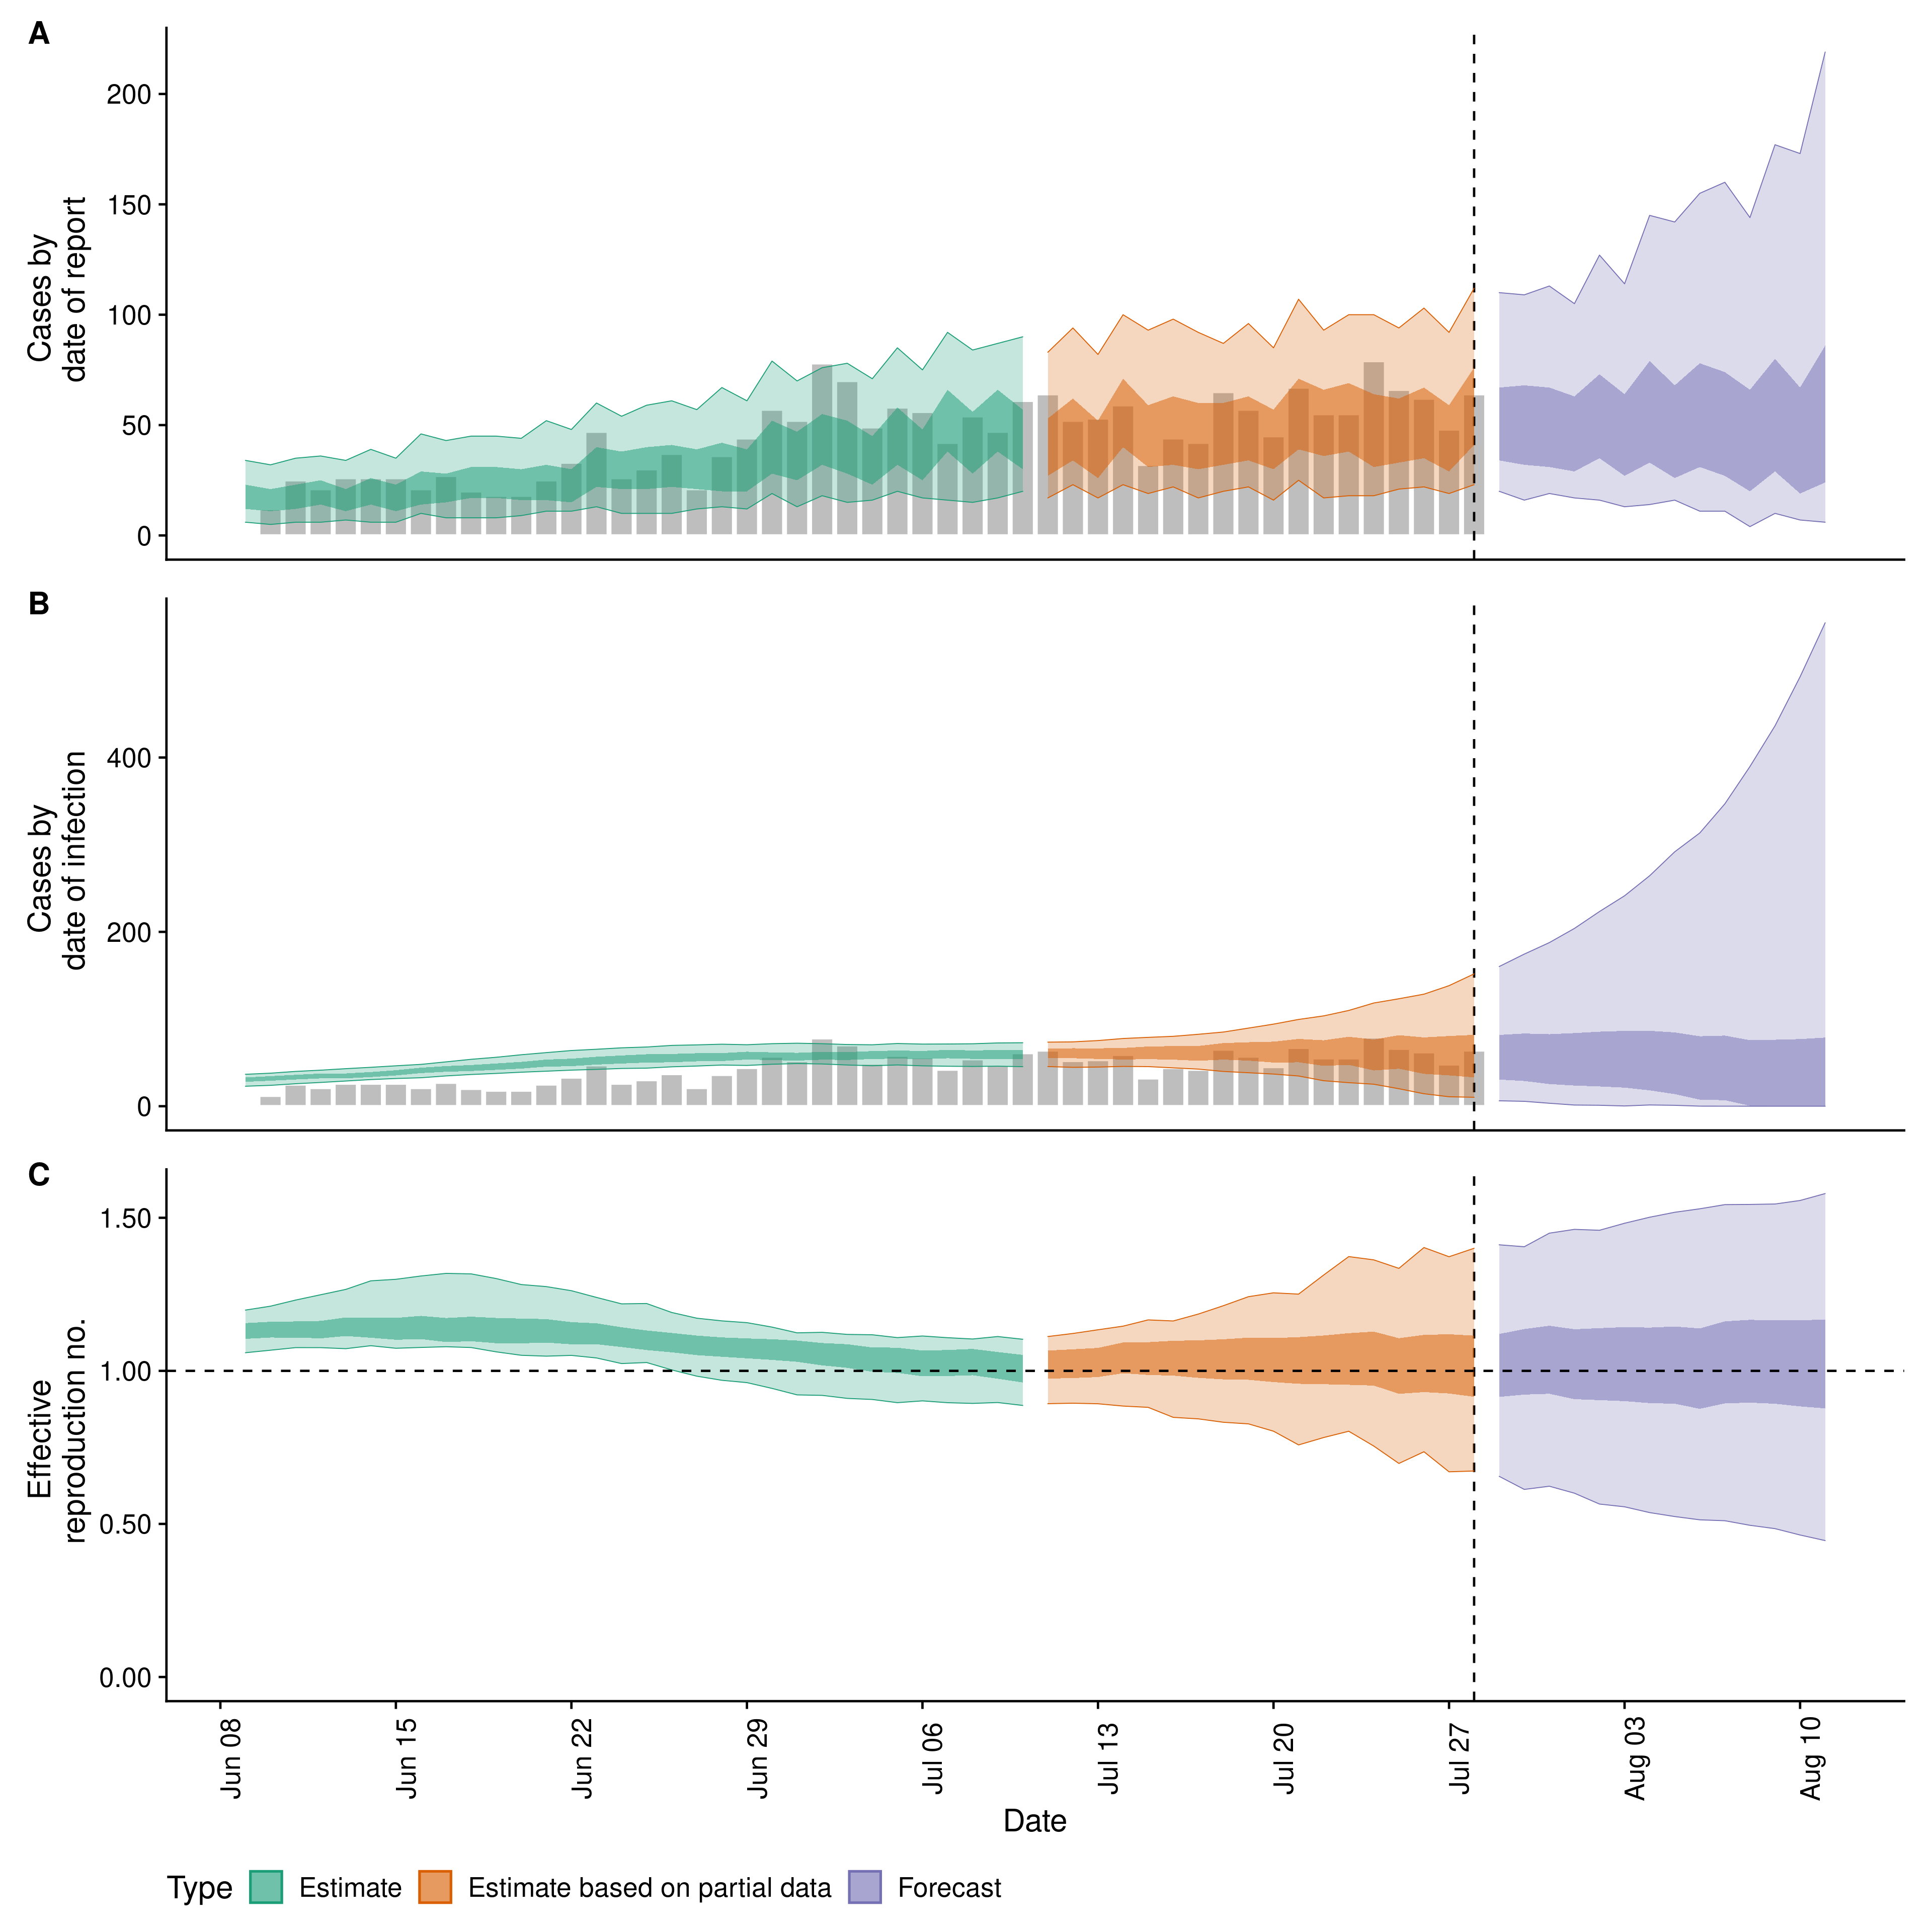 A
200
150
100
50
0
Cases by
date of report
B
400
200
0
Cases by
date of infection
C
1.50
1.00
0.50
0.00
Effective
reproduction no.
Jun 08
Jun 15
Jun 22
Jun 29
Jul 06
Jul 13
Jul 20
Jul 27
Aug 03
Aug 10
Date
Type Estimate Estimate based on partial data Forecast